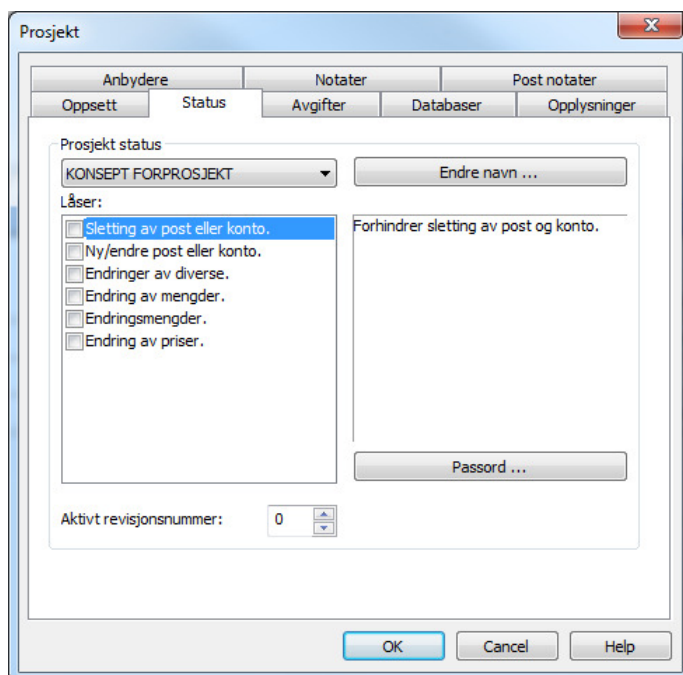 Prosjekt
Anbydere Notater Post notater
Oppsett Status Avgifter Databaser Opplysninger
Prosjekt status
KONSEPT FORPROSJEKT Endre navn ...
Låser:
Sletting av post eller konto. Forhindrer sletting av post og konto.
Ny/endre post eller konto.
Endringer av diverse.
Endring av mengder.
Endringsmengder.
Endring av priser.
Passord ...
Aktivt revisjonsnummer: 0
OK Cancel Help